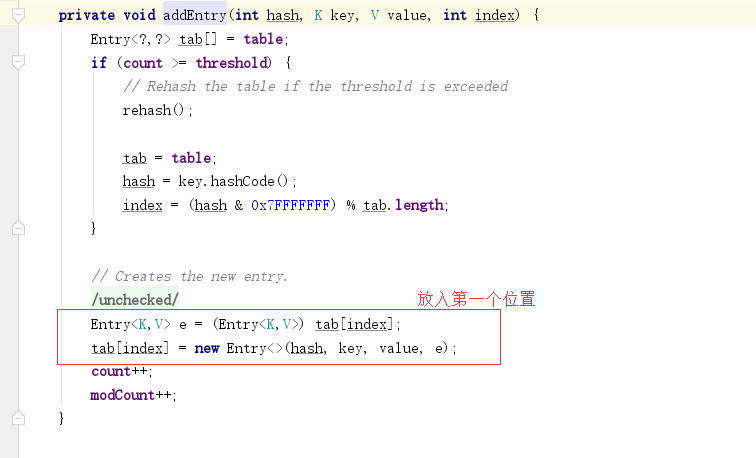 private void addEntry(int hash, K key, V value, int index) {
Entry<?,?> tab[] = table;
if (count >= threshold) {
// Rehash the table if the threshold is exceeded
rehash();
tab = table;
hash = key.hashCode();
index = (hash & 0x7FFFFFFF) % tab.length;
}
// Creates the new entry.
/unchecked/ 放入第一个位置
Entry<K,V> e = (Entry<K,V>) tab[index];
tab[index] = new Entry<>(hash, key, value, e);
count++;
modCount++;
}